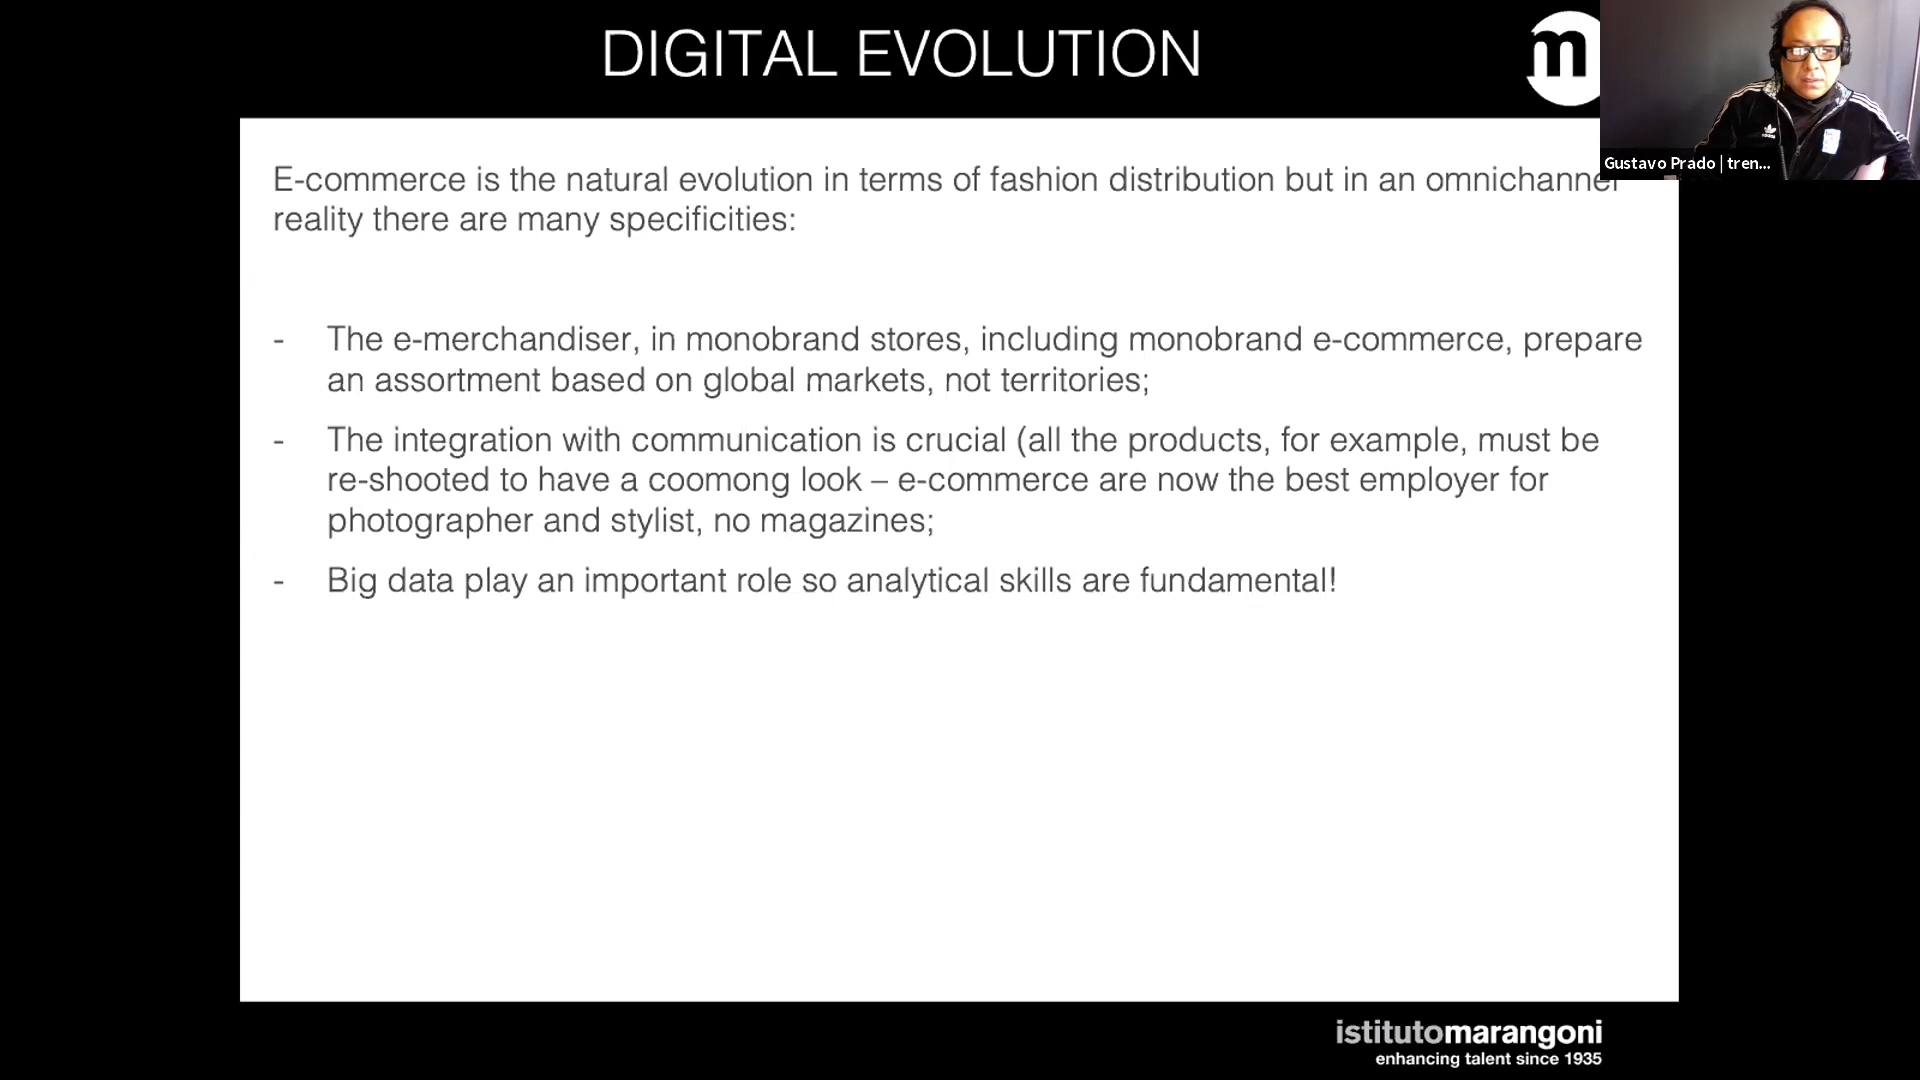 DIGITAL EVOLUTION
m
Gustavo Prado | tren...
E-commerce is the natural evolution in terms of fashion distribution but in an omnichannel
reality there are many specificities:
- The e-merchandiser, in monobrand stores, including monobrand e-commerce, prepare
an assortment based on global markets, not territories;
- The integration with communication is crucial (all the products, for example, must be
re-shooted to have a coomong look – e-commerce are now the best employer for
photographer and stylist, no magazines;
- Big data play an important role so analytical skills are fundamental!
istitutomarangoni
enhancing talent since 1935